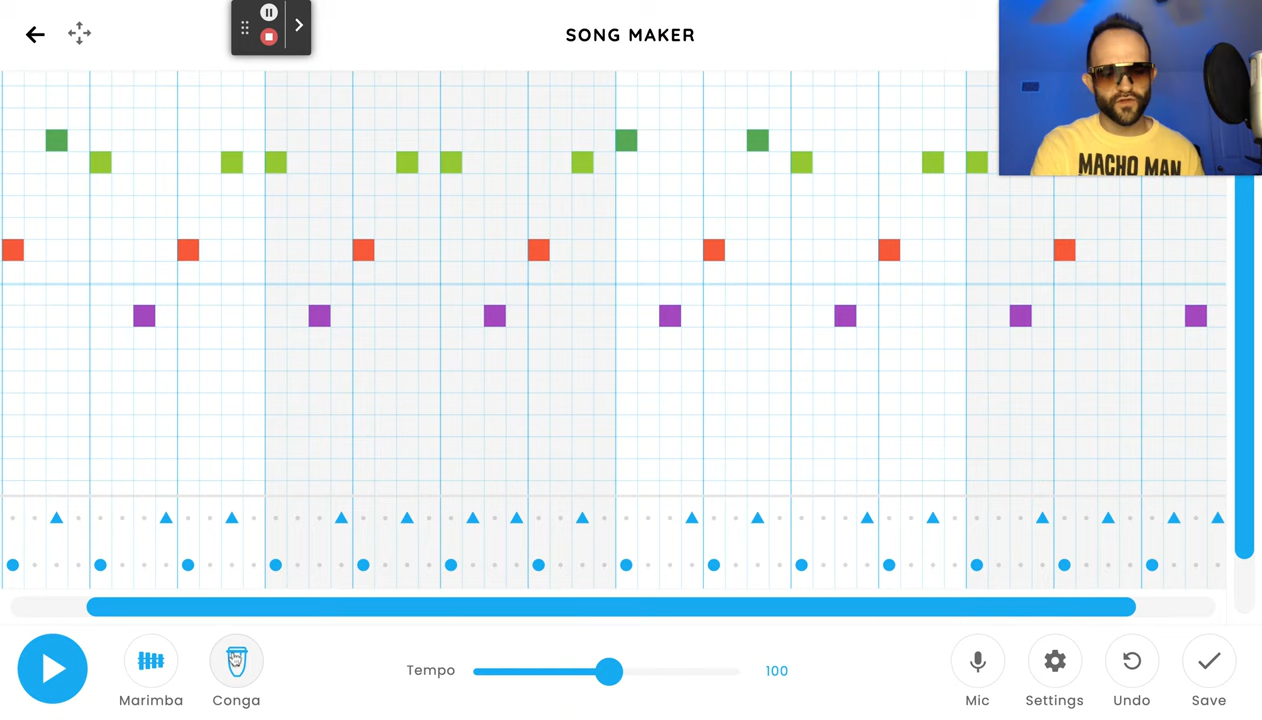 SONG MAKER
MACHO MAN
Marimba
Conga
Tempo
100
Mic
Settings
Undo
Save